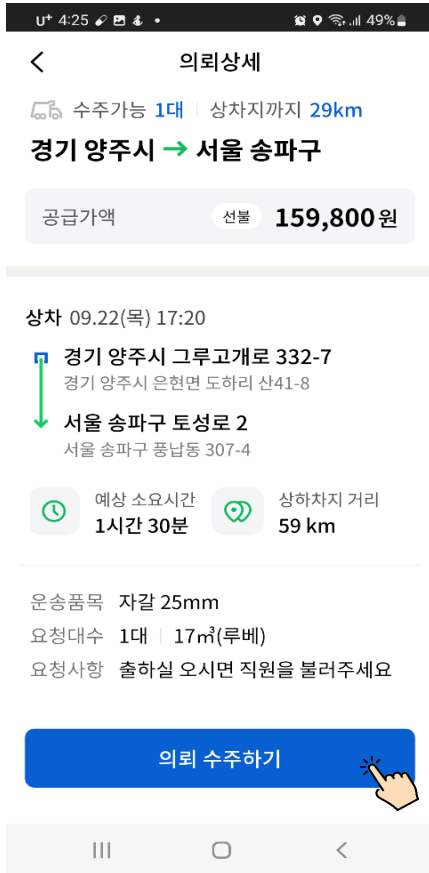 U+ 4:25 49%
의뢰상세
수주가능 1대 상차지까지 29km
경기 양주시 → 서울 송파구
공급가액 선불 159,800원
상차 09.22(목) 17:20
경기 양주시 그루고개로 332-7
경기 양주시 은현면 도하리 산41-8
서울 송파구 토성로 2
서울 송파구 풍납동 307-4
예상 소요시간 상하차지 거리
1시간 30분 59 km
운송품목 자갈 25mm
요청대수 1대 17㎥(루베)
요청사항 출하실 오시면 직원을 불러주세요
의뢰 수주하기